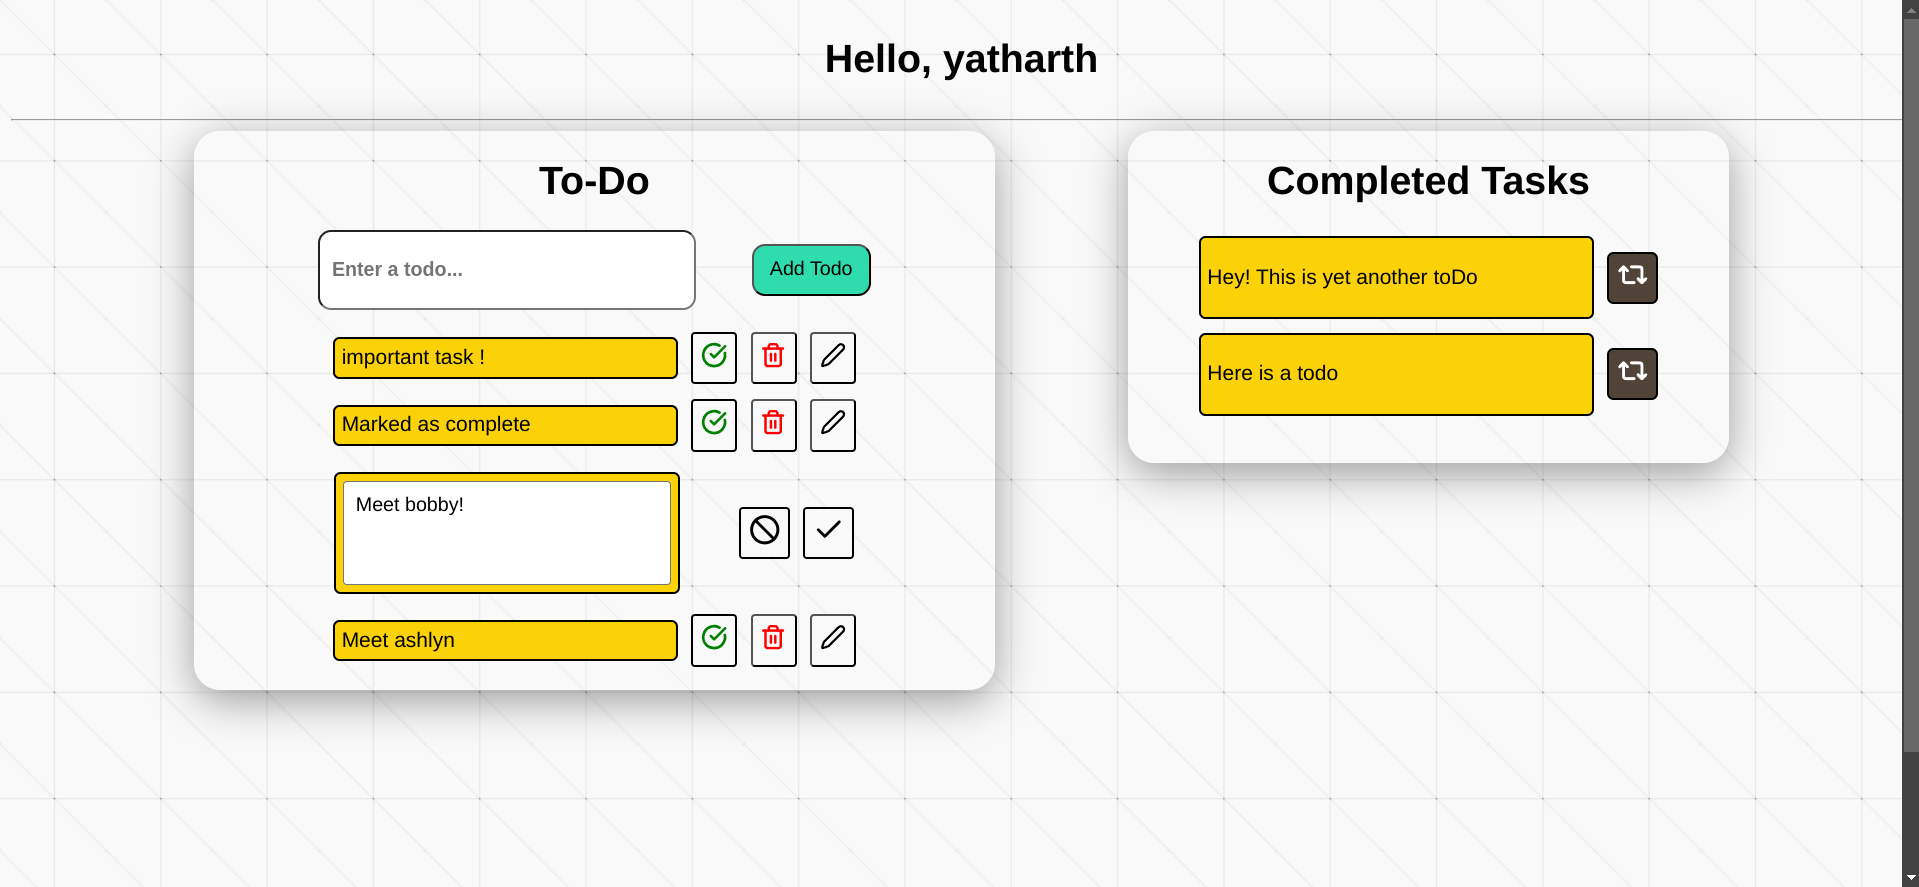 Hello, yatharth
To-Do
Enter a todo...
Add Todo
important task !
Marked as complete
Meet bobby!
Meet ashlyn
Completed Tasks
Hey! This is yet another toDo
Here is a todo